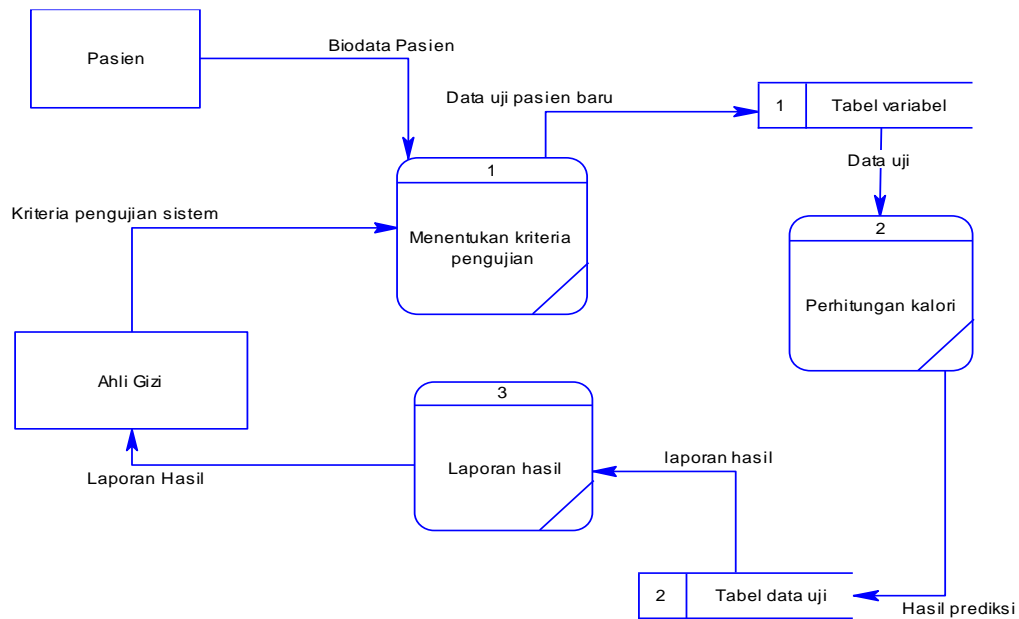 Pasien
Biodata Pasien
Data uji pasien baru
1
Tabel variabel
Data uji
1
Menentukan kriteria
pengujian
Kriteria pengujian sistem
2
Perhitungan kalori
Ahli Gizi
3
Laporan hasil
laporan hasil
Laporan Hasil
2
Tabel data uji
Hasil prediksi